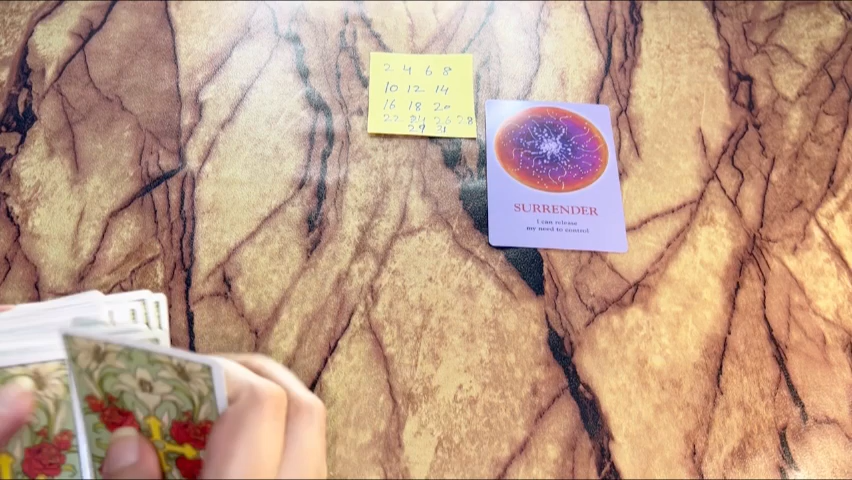 2 4 6 8
10 12 14
16 18 20
22 24 26 28
29 31
SURRENDER
I can release
my need to control